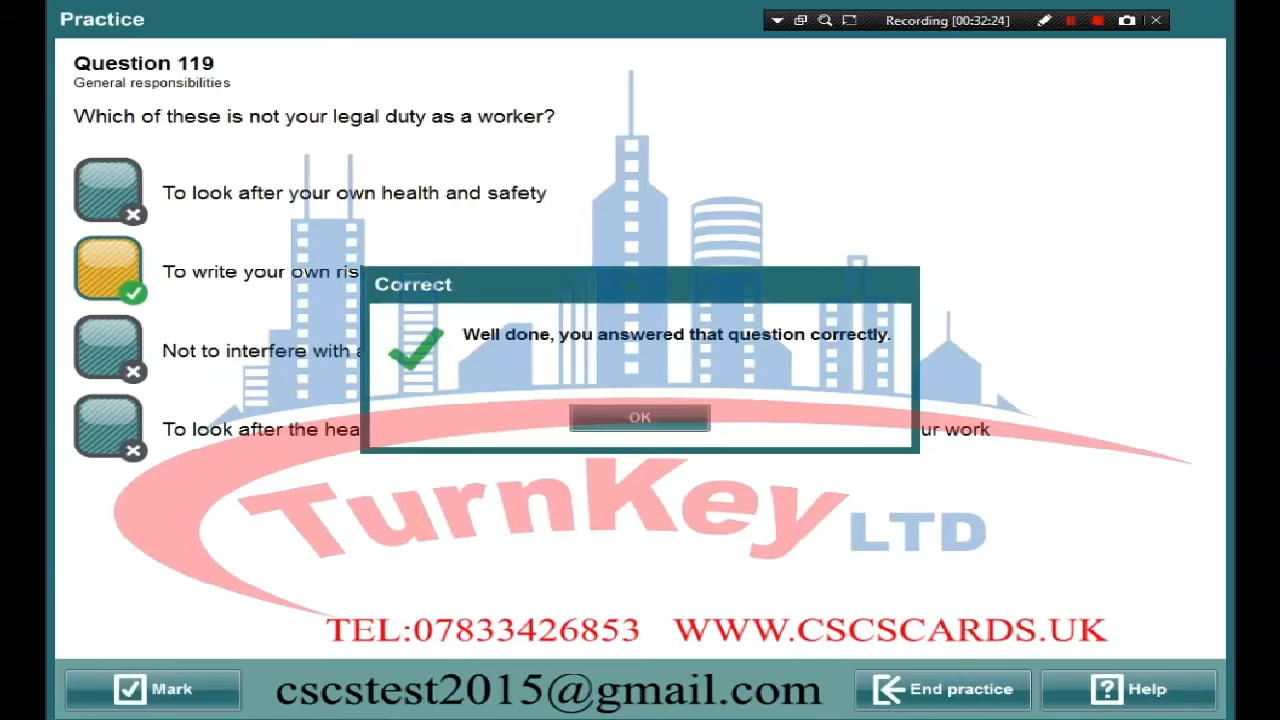 Practice
Recording [00:32:24]
Question 119
General responsibilities
Which of these is not your legal duty as a worker?
To look after your own health and safety
To write your own ris
Correct
Well done, you answered that question correctly.
Not to interfere with a
OK
To look after the hea
ur work
TurnKey LTD
TEL:07833426853 WWW.CSCSCARDS.UK
Mark
cscstest2015@gmail.com
End practice
Help